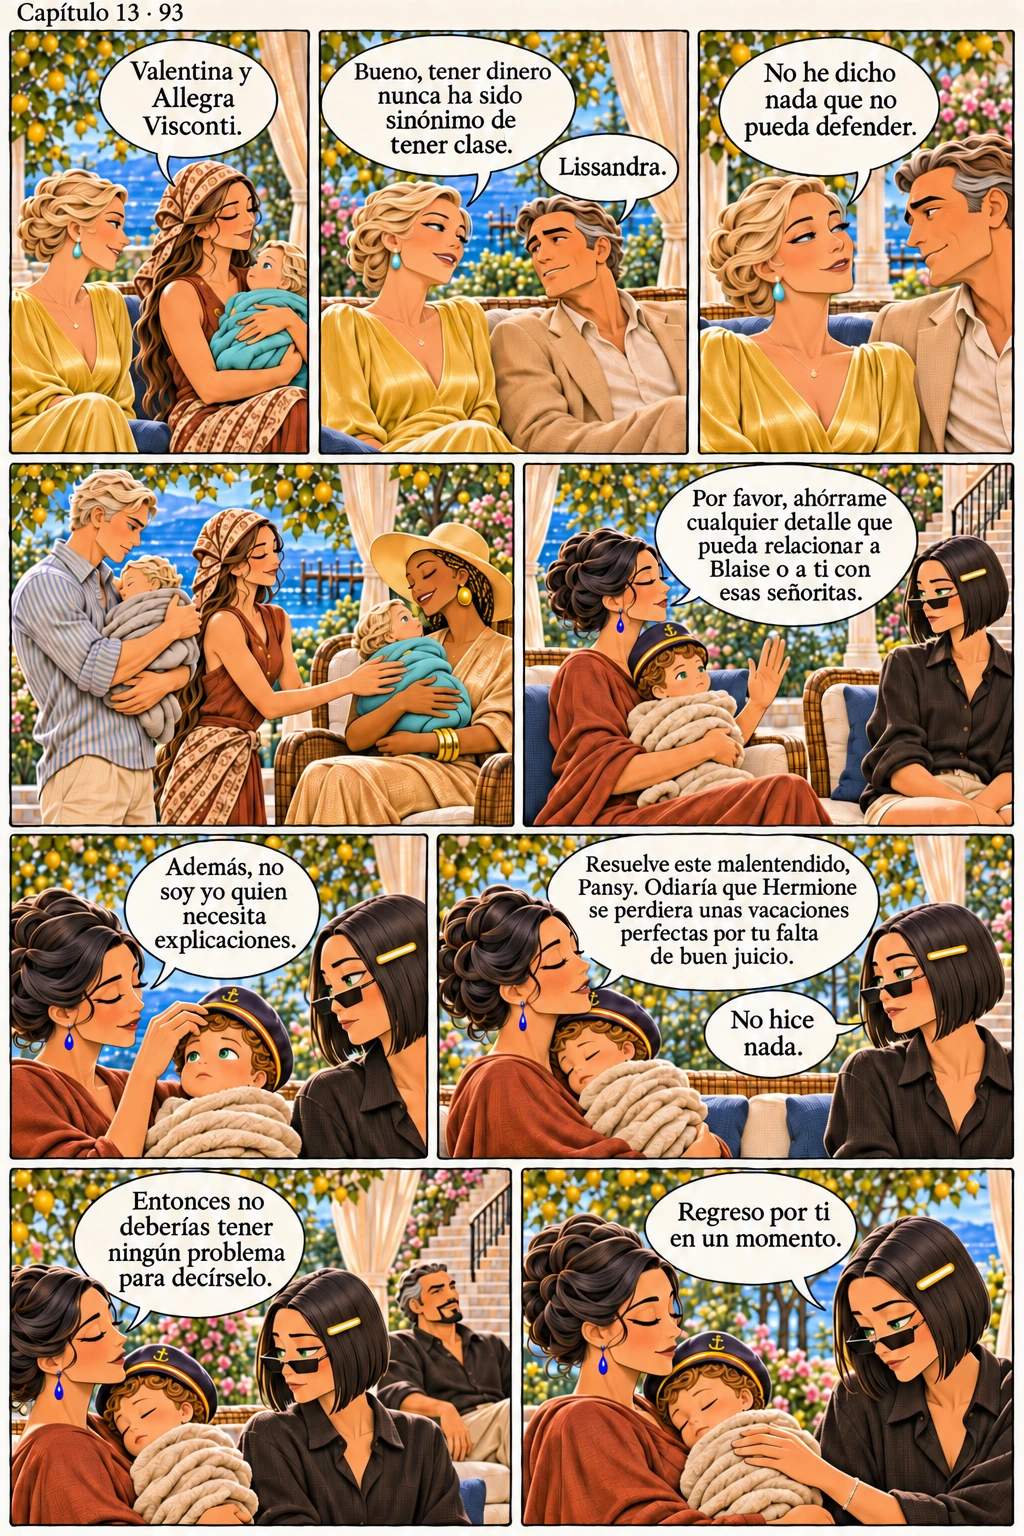 Capítulo 13 · 93
Valentina y
Allegra
Visconti.
Bueno, tener dinero
nunca ha sido
sinónimo de
tener clase.
Lissandra.
No he dicho
nada que no
pueda defender.
Por favor, ahórrame
cualquier detalle que
pueda relacionar a
Blaise o a ti con
esas señoritas.
Además, no
soy yo quien
necesita
explicaciones.
Resuelve este malentendido,
Pansy. Odiaría que Hermione
se perdiera unas vacaciones
perfectas por tu falta
de buen juicio.
No hice
nada.
Entonces no
deberías tener
ningún problema
para decírselo.
Regreso por ti
en un momento.